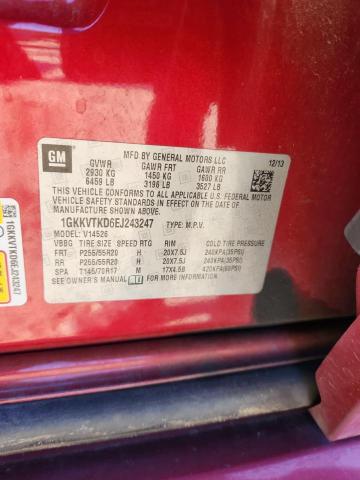 GM
MFD BY GENERAL MOTORS LLC 12/13
GVWR GAWR FRT GAWR RR
2930 KG 1450 KG 1600 KG
6459 LB 3196 LB 3527 LB
THIS VEHICLE CONFORMS TO ALL APPLICABLE U.S. FEDERAL MOTOR
VEHICLE SAFETY STANDARDS IN EFFECT ON THE DATE OF
MANUFACTURE SHOWN ABOVE.
1GKKVTKD6EJ243247 TYPE: M.P.V.
MODEL: V14526
VBBG TIRE SIZE SPEED RTG RIM COLD TIRE PRESSURE
FRT P255/55R20 H 20X7.5J 240KPA(35PSI)
RR P255/55R20 H 20X7.5J 240KPA(35PSI)
SPA T145/70R17 M 17X4.5B 420KPA(60PSI)
SEE OWNER'S MANUAL FOR MORE INFORMATION
1GKKVTKD6EJ243247